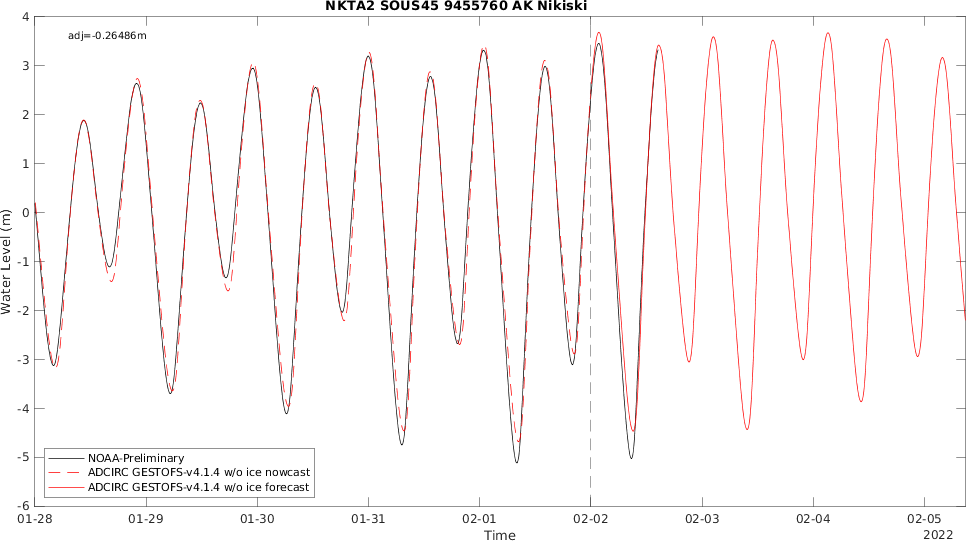 NKTA2 SOUS45 9455760 AK Nikiski
adj=-0.26486m
4
3
2
1
0
-1
-2
-3
-4
-5
-6
Water Level (m)
NOAA-Preliminary
ADCIRC GESTOFS-v4.1.4 w/o ice nowcast
ADCIRC GESTOFS-v4.1.4 w/o ice forecast
01-28 01-29 01-30 01-31 02-01 02-02 02-03 02-04 02-05
Time
2022